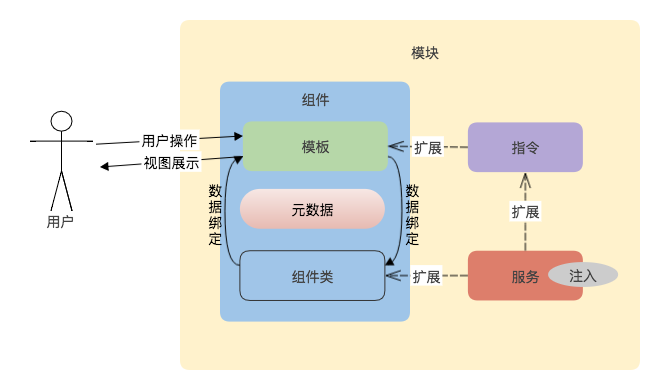 模块
组件
用户操作
模板
扩展
指令
视图展示
数据绑定
元数据
数据绑定
扩展
用户
组件类
扩展
服务
注入